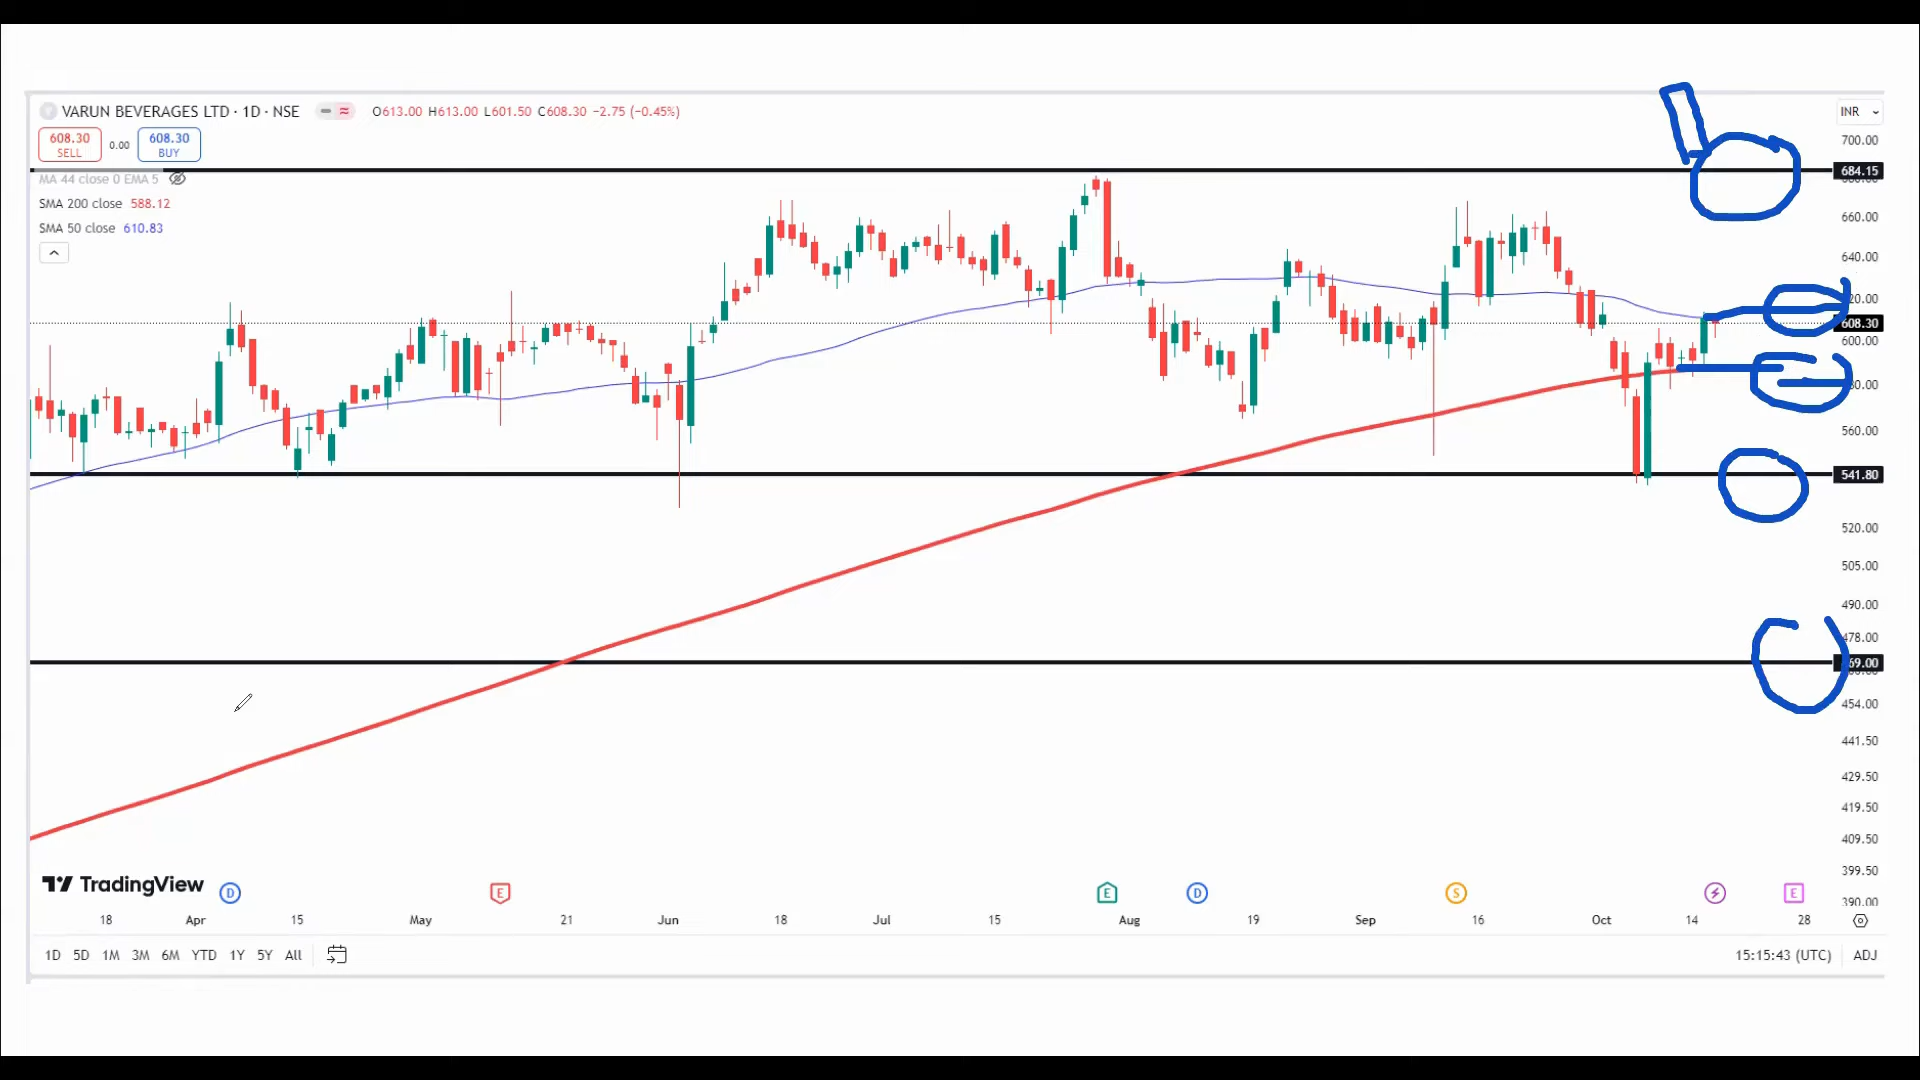 VARUN BEVERAGES LTD · 1D · NSE O613.00 H613.00 L601.50 C608.30 −2.75 (−0.45%)
INR
608.30 SELL 0.00 608.30 BUY
MA 44 close 0 EMA 5
SMA 200 close 588.12
SMA 50 close 610.83
700.00
684.15
660.00
640.00
608.30
600.00
560.00
541.80
520.00
505.00
490.00
478.00
454.00
441.50
429.50
419.50
409.50
399.50
390.00
TradingView
D E E D S E
18 Apr 15 May 21 Jun 18 Jul 15 Aug 19 Sep 16 Oct 14 28
1D 5D 1M 3M 6M YTD 1Y 5Y All 15:15:43 (UTC) ADJ